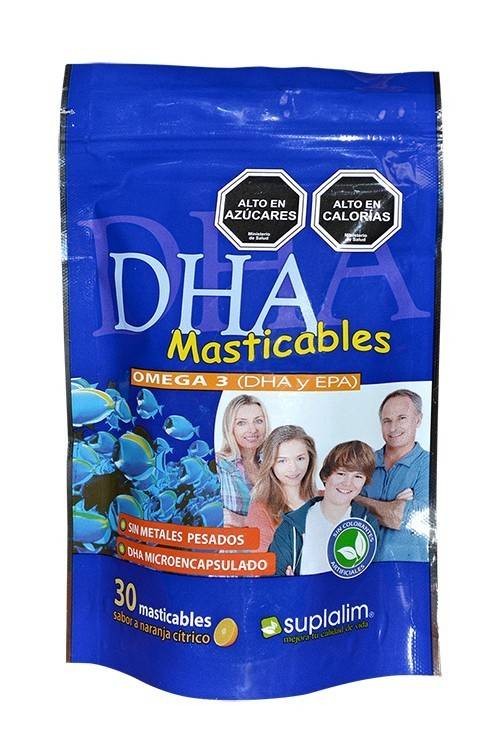 ALTO EN
AZÚCARES
Ministerio
de Salud
ALTO EN
CALORÍAS
Ministerio
de Salud
DHA
DHA
Masticables
OMEGA 3 (DHA y EPA)
SIN METALES PESADOS
DHA MICROENCAPSULADO
SIN COLORANTES
ARTIFICIALES
30 masticables
sabor a naranja cítrico
suplalim®
mejora tu calidad de vida